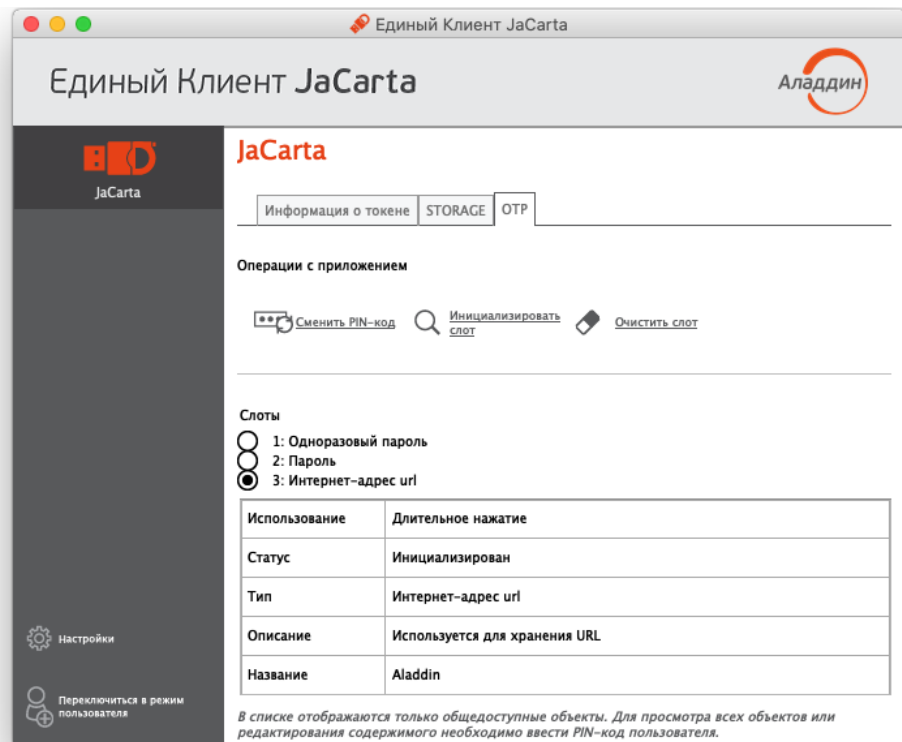 Единый Клиент JaCarta
Единый Клиент JaCarta
Аладдин
JaCarta
JaCarta
Информация о токене
STORAGE
OTP
Операции с приложением
Сменить PIN-код
Инициализировать
слот
Очистить слот
Слоты
1: Одноразовый пароль
2: Пароль
3: Интернет-адрес url
Использование Длительное нажатие
Статус Инициализирован
Тип Интернет-адрес url
Описание Используется для хранения URL
Название Aladdin
Настройки
Переключиться в режим
пользователя
В списке отображаются только общедоступные объекты. Для просмотра всех объектов или
редактирования содержимого необходимо ввести PIN-код пользователя.